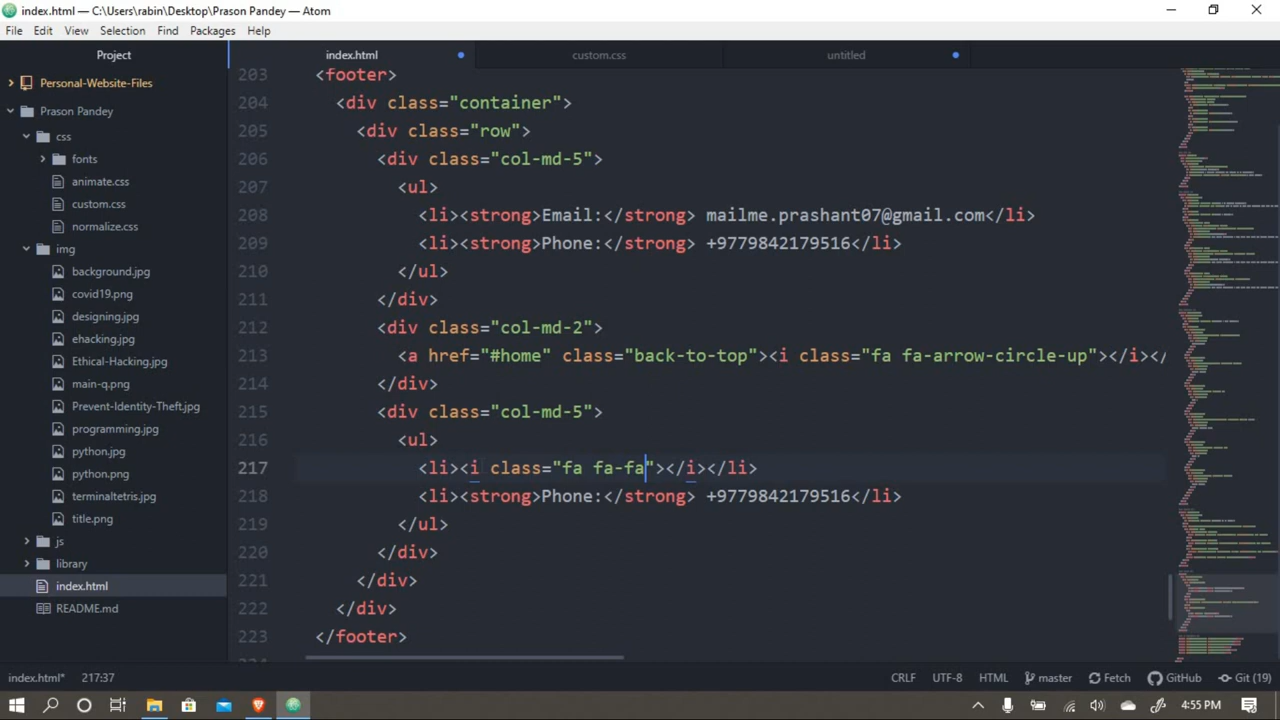 index.html — C:\Users\rabin\Desktop\Prason Pandey — Atom
File Edit View Selection Find Packages Help
Project
index.html custom.css untitled
Personal-Website-Files
Prason Pandey
css
fonts
animate.css
custom.css
normalize.css
img
background.jpg
covid19.png
designing.jpg
ehacking.jpg
Ethical-Hacking.jpg
main-q.png
Prevent-Identity-Theft.jpg
programming.jpg
python.jpg
python.png
terminaltetris.jpg
title.png
js
library
index.html
README.md
203 <footer>
204 <div class="container">
205 <div class="row">
206 <div class="col-md-5">
207 <ul>
208 <li><strong>Email:</strong> mailme.prashant07@gmail.com</li>
209 <li><strong>Phone:</strong> +9779842179516</li>
210 </ul>
211 </div>
212 <div class="col-md-2">
213 <a href="#home" class="back-to-top"><i class="fa fa-arrow-circle-up"></i></
214 </div>
215 <div class="col-md-5">
216 <ul>
217 <li><i class="fa fa-fa"></i></li>
218 <li><strong>Phone:</strong> +9779842179516</li>
219 </ul>
220 </div>
221 </div>
222 </div>
223 </footer>
index.html* 217:37 CRLF UTF-8 HTML master Fetch GitHub Git (19)
4:55 PM